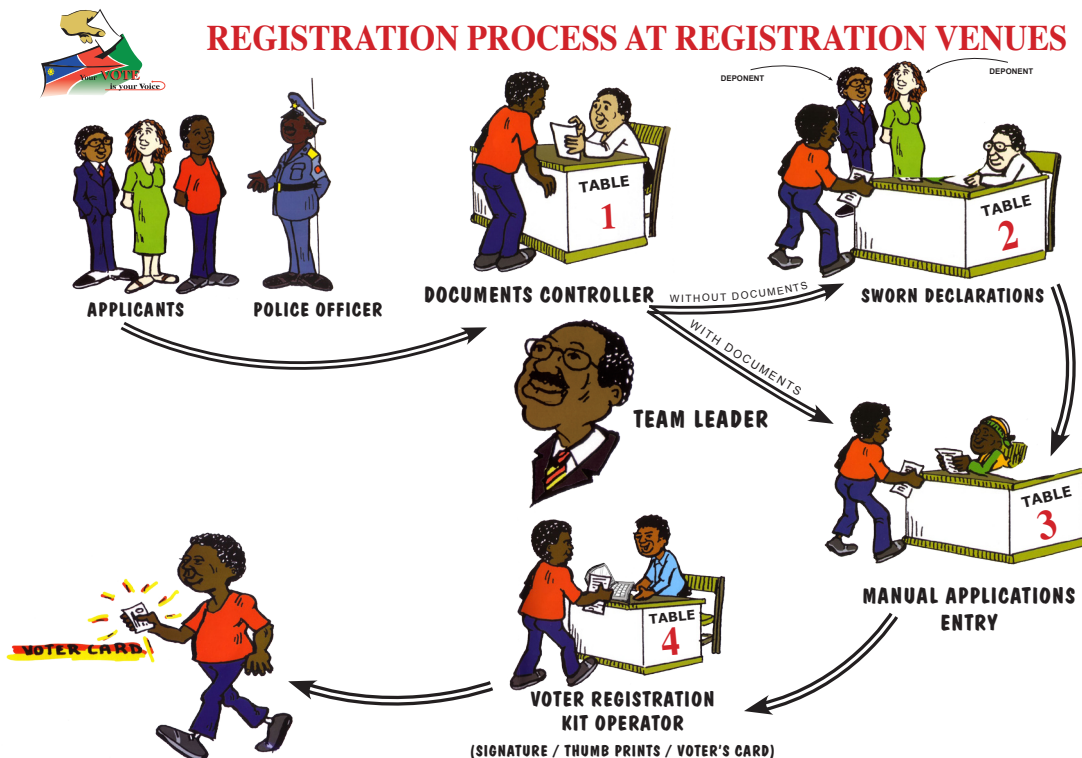 REGISTRATION PROCESS AT REGISTRATION VENUES
Your VOTE
is your Voice
DEPONENT
DEPONENT
TABLE
1
TABLE
2
APPLICANTS
POLICE OFFICER
DOCUMENTS CONTROLLER
WITHOUT DOCUMENTS
SWORN DECLARATIONS
WITH DOCUMENTS
TEAM LEADER
TABLE
3
MANUAL APPLICATIONS
ENTRY
TABLE
4
VOTER CARD
VOTER REGISTRATION
KIT OPERATOR
(SIGNATURE / THUMB PRINTS / VOTER'S CARD)